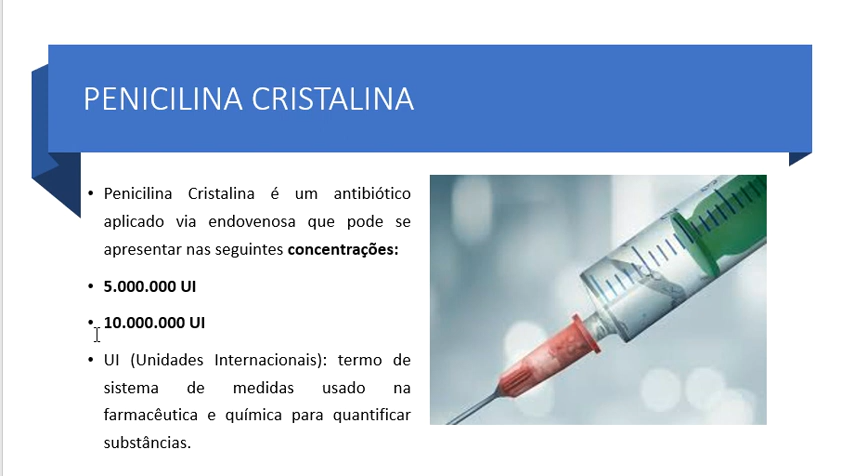 PENICILINA CRISTALINA
• Penicilina Cristalina é um antibiótico
aplicado via endovenosa que pode se
apresentar nas seguintes concentrações:
• 5.000.000 UI
• 10.000.000 UI
• UI (Unidades Internacionais): termo de
sistema de medidas usado na
farmacêutica e química para quantificar
substâncias.